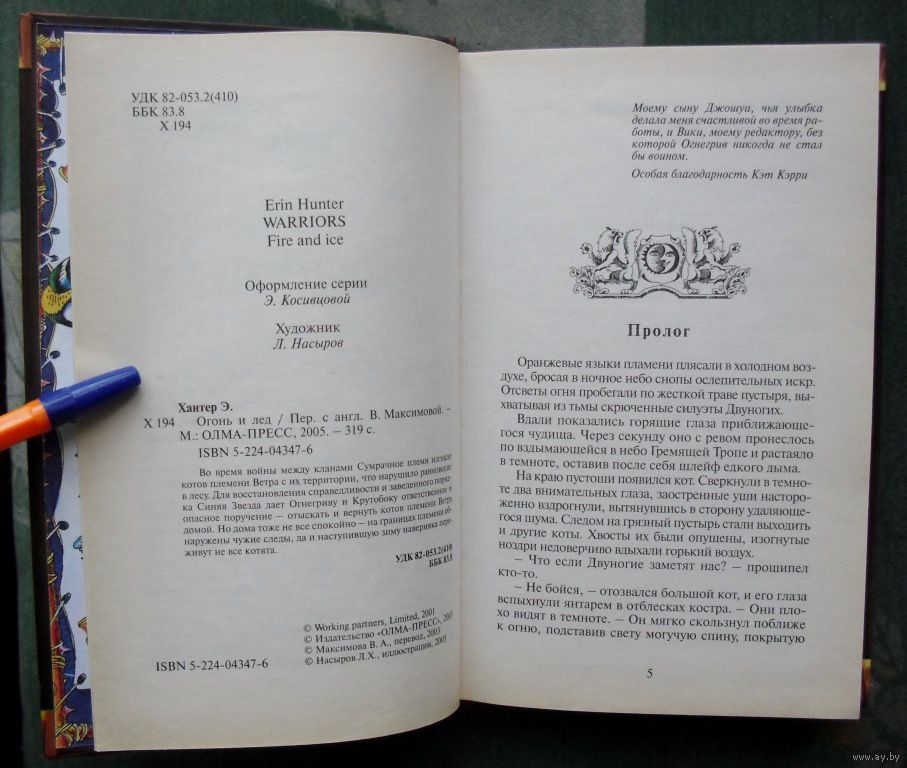 УДК 82-053.2(410)
ББК 83.8
Х 194
Erin Hunter
WARRIORS
Fire and ice
Оформление серии
Э. Косивцовой
Художник
Л. Насыров
Хантер Э.
Х 194 Огонь и лед / Пер. с англ. В. Максимовой. –
М.: ОЛМА-ПРЕСС, 2005. – 319 с.
ISBN 5-224-04347-6
Во время войны между кланами Сумрачное племя изгнало
котов племени Ветра с их территории, что нарушило равновесие
в лесу. Для восстановления справедливости и заведенного поряд-
ка Синяя Звезда дает Огнегриву и Крутобоку ответственное и
опасное поручение – отыскать и вернуть котов племени Ветра
домой. Но дома тоже не все спокойно – на границах племени об-
наружены чужие следы, да и наступившую зиму наверняка пере-
живут не все котята.
УДК 82-053.2(410)
ББК 83.8
© Working partners, Limited, 2001
© Издательство «ОЛМА-ПРЕСС», 2003
© Максимова В. А., перевод, 2003
© Насыров Л.Х., иллюстрации, 2003
ISBN 5-224-04347-6
Моему сыну Джошуа, чья улыбка
делала меня счастливой во время ра-
боты, и Вики, моему редактору, без
которой Огнегрив никогда не стал
бы воином.
Особая благодарность Кэт Кэрри
Пролог
Оранжевые языки пламени плясали в холодном воз-
духе, бросая в ночное небо снопы ослепительных искр.
Отсветы огня пробегали по жесткой траве пустыря, вы-
хватывая из тьмы скрюченные силуэты Двуногих.
Вдали показались горящие глаза приближающе-
гося чудища. Через секунду оно с ревом пронеслось
по вздымающейся в небо Гремящей Тропе и растаяло
в темноте, оставив после себя шлейф едкого дыма.
На краю пустоши появился кот. Сверкнули в темно-
те два внимательных глаза, заостренные уши насторо-
женно вздрогнули, вытянувшись в сторону удаляюще-
гося шума. Следом на грязный пустырь стали выходить
и другие коты. Хвосты их были опущены, изогнутые
ноздри недоверчиво вдыхали горький воздух.
– Что если Двуногие заметят нас? – прошипел
кто-то.
– Не бойся, – отозвался большой кот, и его глаза
вспыхнули янтарем в отблесках костра. – Они пло-
хо видят в темноте. – Он мягко скользнул поближе
к огню, подставив свету могучую спину, покрытую
5
www.ay.by